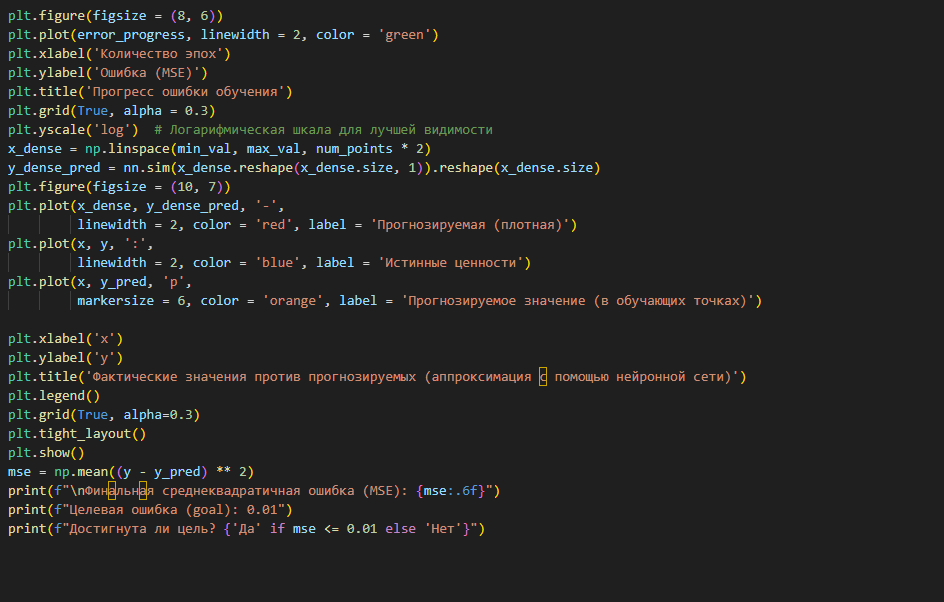 plt.figure(figsize = (8, 6))
plt.plot(error_progress, linewidth = 2, color = 'green')
plt.xlabel('Количество эпох')
plt.ylabel('Ошибка (MSE)')
plt.title('Прогресс ошибки обучения')
plt.grid(True, alpha = 0.3)
plt.yscale('log')  # Логарифмическая шкала для лучшей видимости
x_dense = np.linspace(min_val, max_val, num_points * 2)
y_dense_pred = nn.sim(x_dense.reshape(x_dense.size, 1)).reshape(x_dense.size)
plt.figure(figsize = (10, 7))
plt.plot(x_dense, y_dense_pred, '-',
         linewidth = 2, color = 'red', label = 'Прогнозируемая (плотная)')
plt.plot(x, y, ':',
         linewidth = 2, color = 'blue', label = 'Истинные ценности')
plt.plot(x, y_pred, 'p',
         markersize = 6, color = 'orange', label = 'Прогнозируемое значение (в обучающих точках)')
plt.xlabel('x')
plt.ylabel('y')
plt.title('Фактические значения против прогнозируемых (аппроксимация с помощью нейронной сети)')
plt.legend()
plt.grid(True, alpha=0.3)
plt.tight_layout()
plt.show()
mse = np.mean((y - y_pred) ** 2)
print(f"\nФинальная среднеквадратичная ошибка (MSE): {mse:.6f}")
print(f"Целевая ошибка (goal): 0.01")
print(f"Достигнута ли цель? {'Да' if mse <= 0.01 else 'Нет'}")